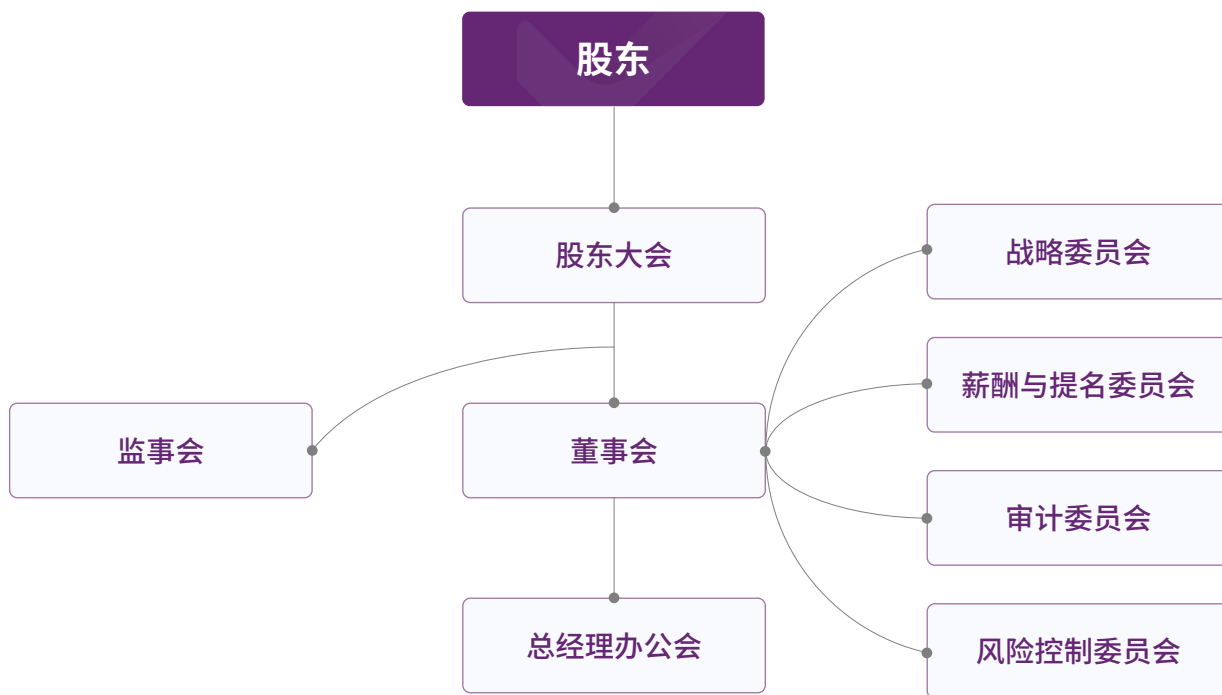 股东
股东大会
战略委员会
薪酬与提名委员会
监事会
董事会
审计委员会
总经理办公会
风险控制委员会